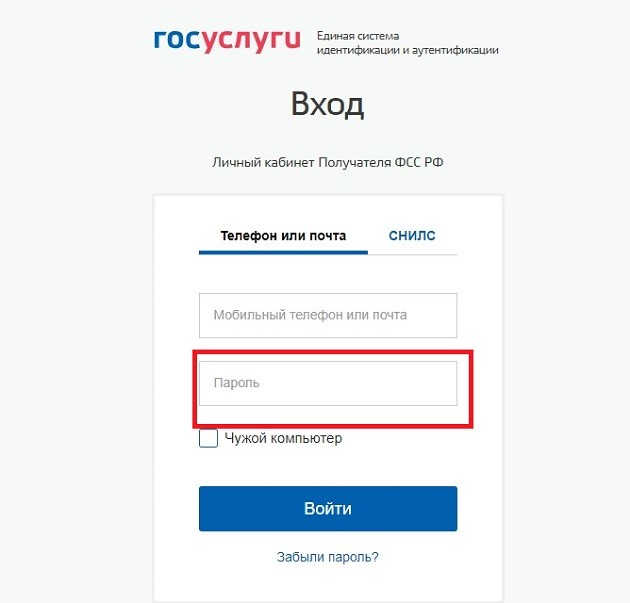 госуслуги
Единая система
идентификации и аутентификации
Вход
Личный кабинет Получателя ФСС РФ
Телефон или почта СНИЛС
Мобильный телефон или почта
Пароль
Чужой компьютер
Войти
Забыли пароль?